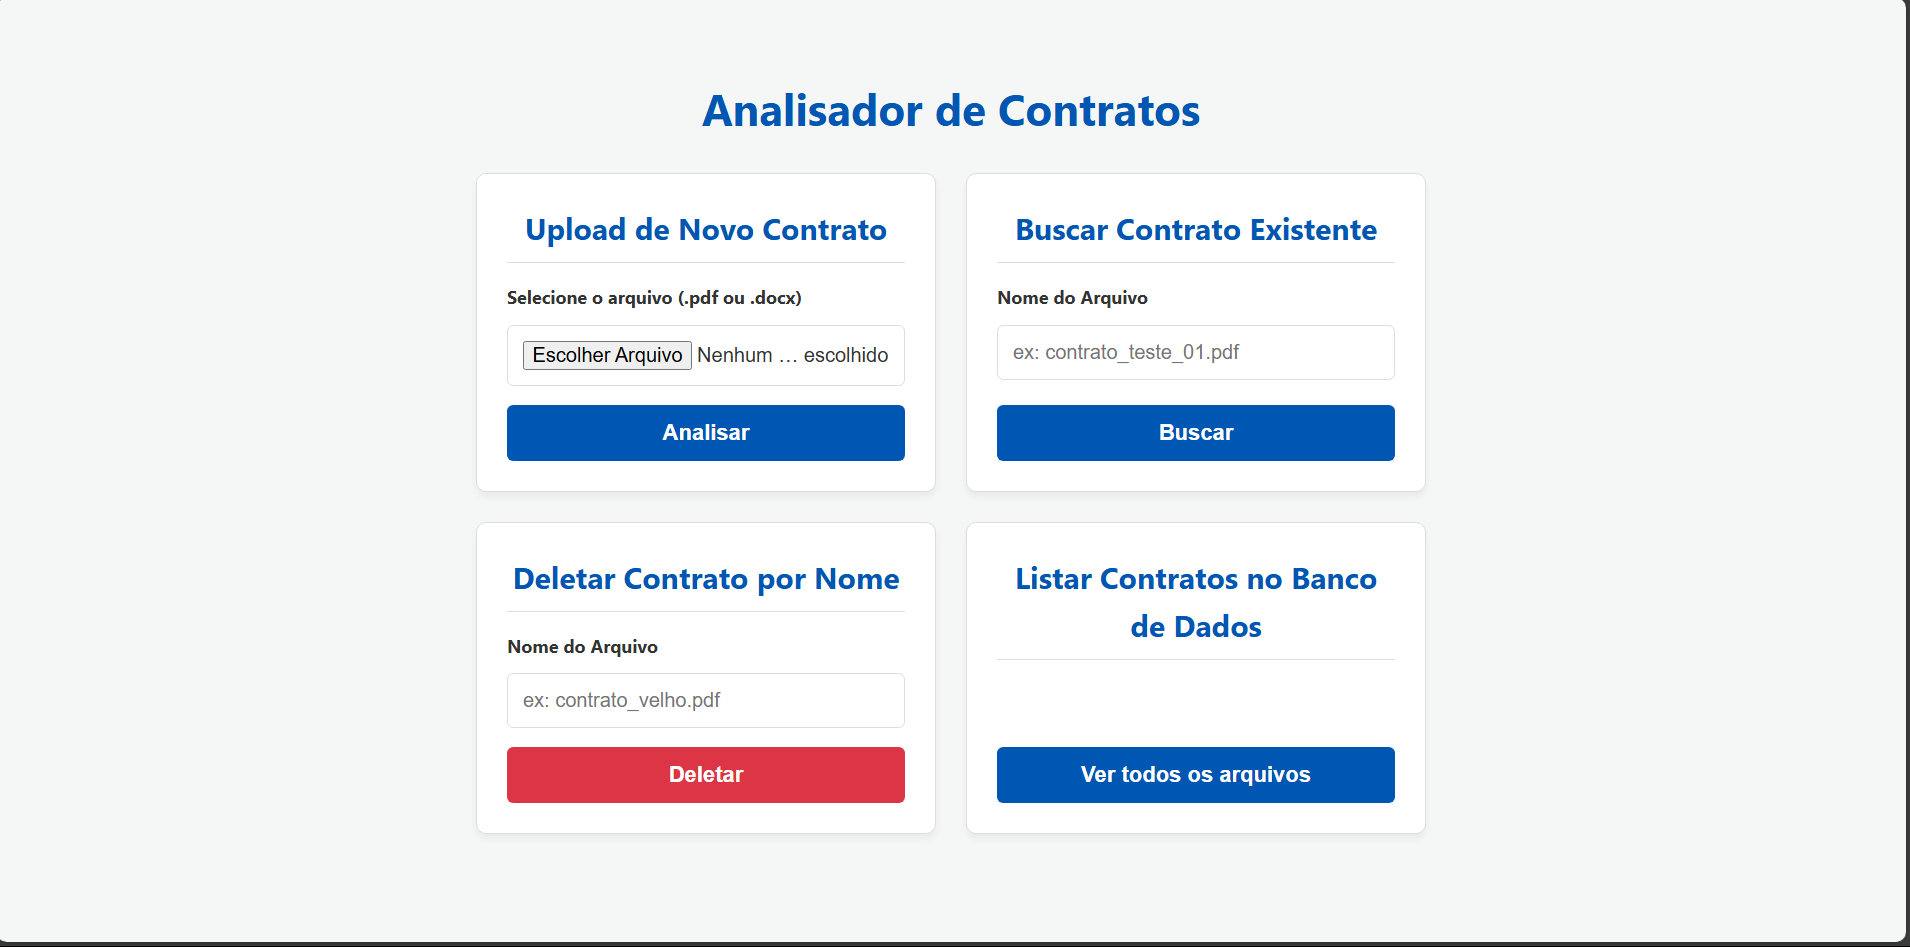 Analisador de Contratos
Upload de Novo Contrato
Selecione o arquivo (.pdf ou .docx)
Escolher Arquivo Nenhum … escolhido
Analisar
Buscar Contrato Existente
Nome do Arquivo
ex: contrato_teste_01.pdf
Buscar
Deletar Contrato por Nome
Nome do Arquivo
ex: contrato_velho.pdf
Deletar
Listar Contratos no Banco
de Dados
Ver todos os arquivos